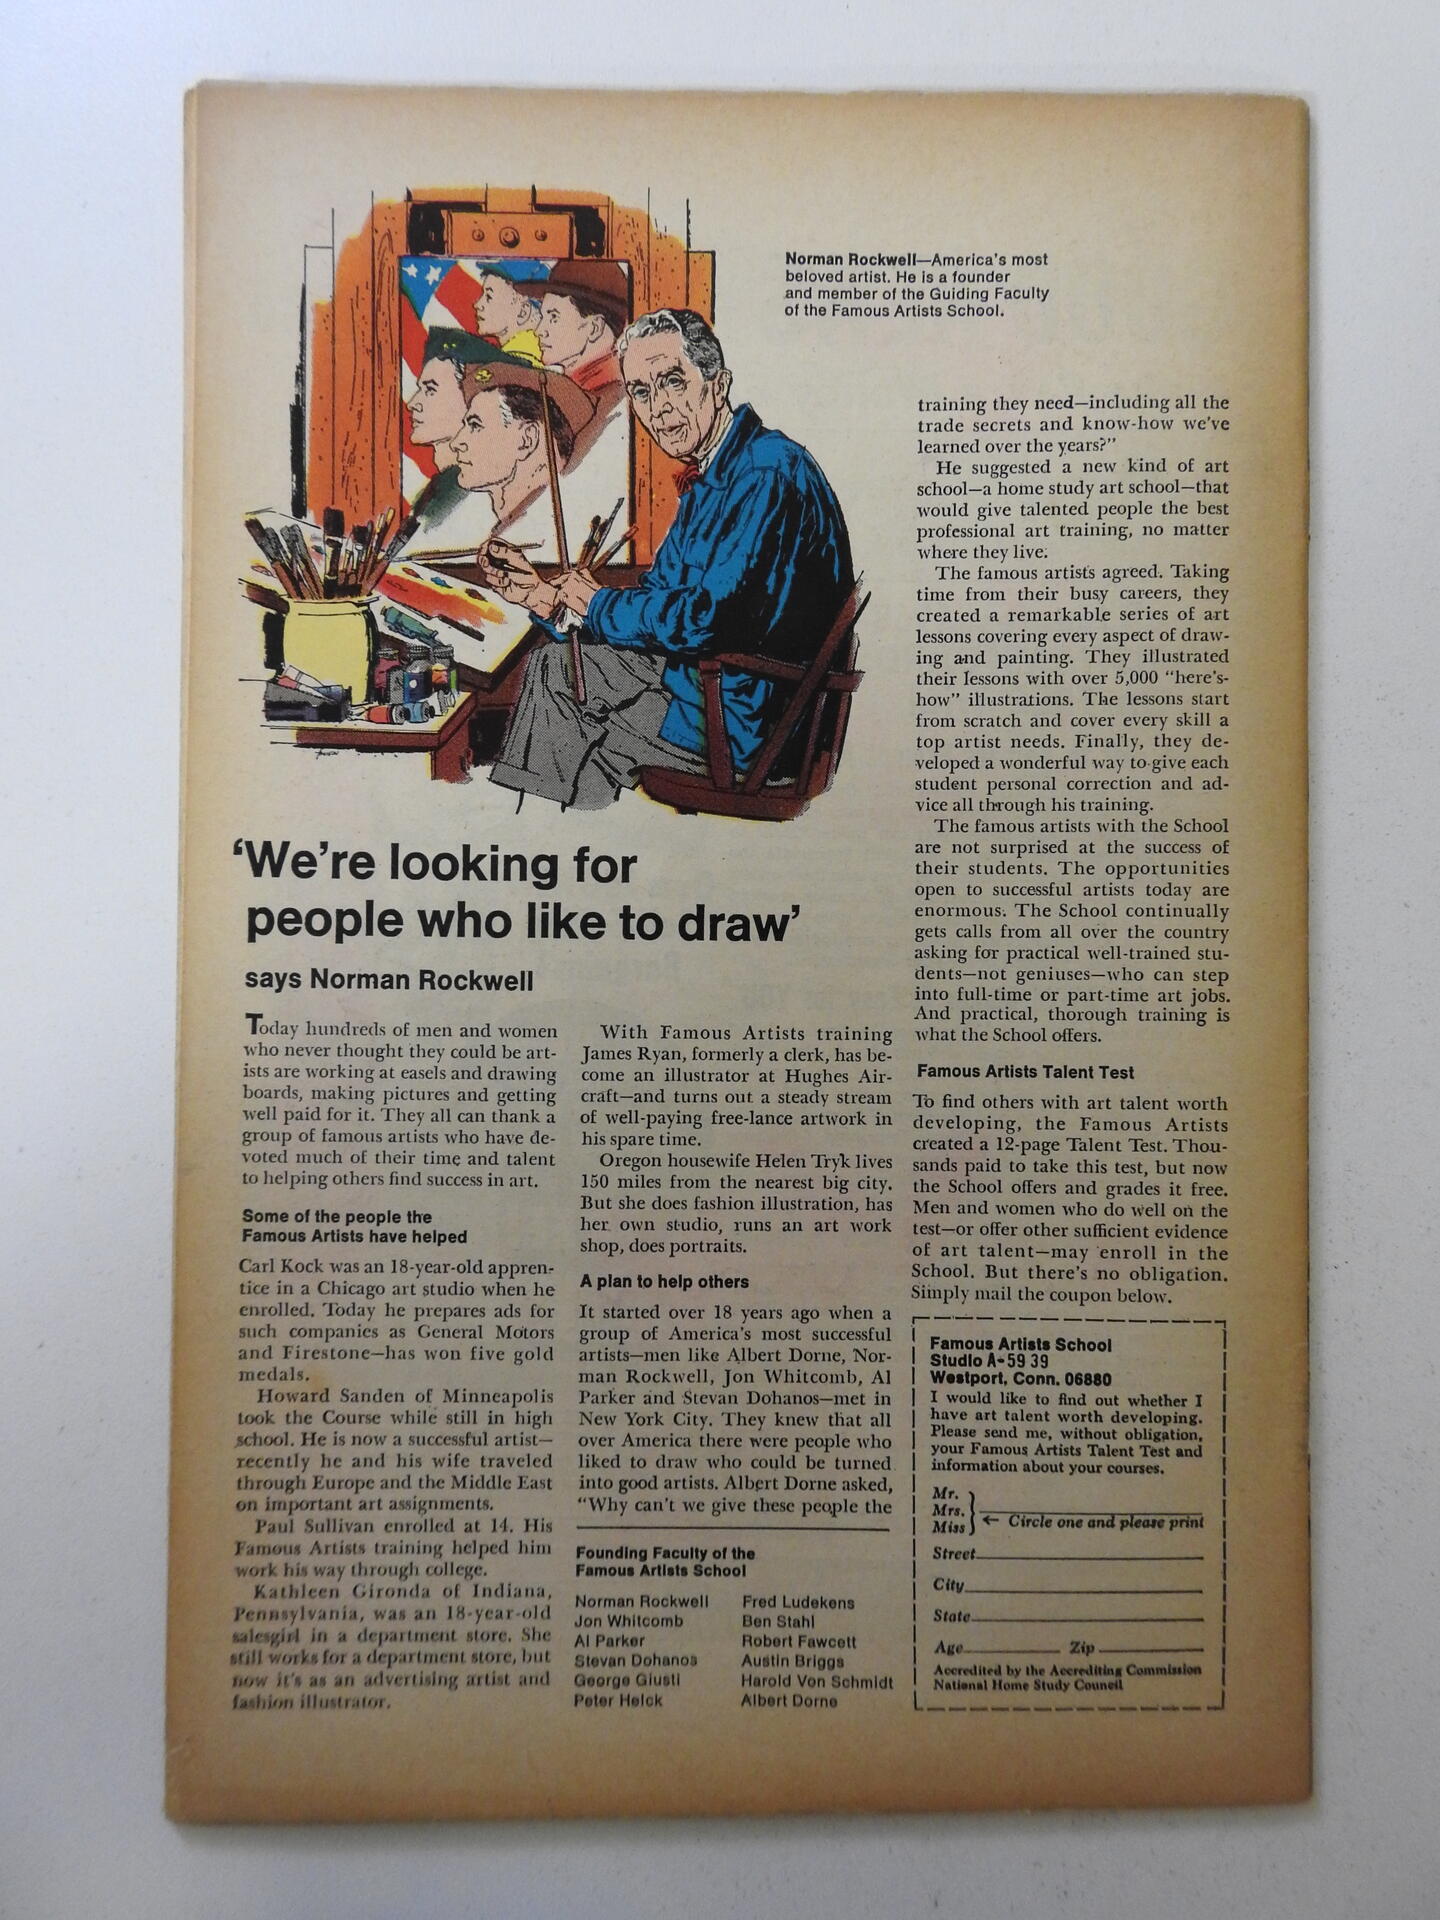 Norman Rockwell—America's most
beloved artist. He is a founder
and member of the Guiding Faculty
of the Famous Artists School.
'We're looking for
people who like to draw'
says Norman Rockwell
Today hundreds of men and women
who never thought they could be art-
ists are working at easels and drawing
boards, making pictures and getting
well paid for it. They all can thank a
group of famous artists who have de-
voted much of their time and talent
to helping others find success in art.
Some of the people the
Famous Artists have helped
Carl Kock was an 18-year-old appren-
tice in a Chicago art studio when he
enrolled. Today he prepares ads for
such companies as General Motors
and Firestone—has won five gold
medals.
Howard Sanden of Minneapolis
took the Course while still in high
school. He is now a successful artist—
recently he and his wife traveled
through Europe and the Middle East
on important art assignments.
Paul Sullivan enrolled at 14. His
Famous Artists training helped him
work his way through college.
Kathleen Gironda of Indiana,
Pennsylvania, was an 18-year-old
salesgirl in a department store. She
still works for a department store, but
now it's as an advertising artist and
fashion illustrator.
With Famous Artists training
James Ryan, formerly a clerk, has be-
come an illustrator at Hughes Air-
craft—and turns out a steady stream
of well-paying free-lance artwork in
his spare time.
Oregon housewife Helen Tryk lives
150 miles from the nearest big city.
But she does fashion illustration, has
her own studio, runs an art work
shop, does portraits.
A plan to help others
It started over 18 years ago when a
group of America's most successful
artists—men like Albert Dorne, Nor-
man Rockwell, Jon Whitcomb, Al
Parker and Stevan Dohanos—met in
New York City. They knew that all
over America there were people who
liked to draw who could be turned
into good artists. Albert Dorne asked,
"Why can't we give these people the
training they need—including all the
trade secrets and know-how we've
learned over the years?"
He suggested a new kind of art
school—a home study art school—that
would give talented people the best
professional art training, no matter
where they live.
The famous artists agreed. Taking
time from their busy careers, they
created a remarkable series of art
lessons covering every aspect of draw-
ing and painting. They illustrated
their lessons with over 5,000 "here's-
how" illustrations. The lessons start
from scratch and cover every skill a
top artist needs. Finally, they de-
veloped a wonderful way to give each
student personal correction and ad-
vice all through his training.
The famous artists with the School
are not surprised at the success of
their students. The opportunities
open to successful artists today are
enormous. The School continually
gets calls from all over the country
asking for practical well-trained stu-
dents—not geniuses—who can step
into full-time or part-time art jobs.
And practical, thorough training is
what the School offers.
Famous Artists Talent Test
To find others with art talent worth
developing, the Famous Artists
created a 12-page Talent Test. Thou-
sands paid to take this test, but now
the School offers and grades it free.
Men and women who do well on the
test—or offer other sufficient evidence
of art talent—may enroll in the
School. But there's no obligation.
Simply mail the coupon below.
Founding Faculty of the
Famous Artists School
Norman Rockwell
Jon Whitcomb
Al Parker
Stevan Dohanos
George Giusti
Peter Helck
Fred Ludekens
Ben Stahl
Robert Fawcett
Austin Briggs
Harold Von Schmidt
Albert Dorne
Famous Artists School
Studio A-59 39
Westport, Conn. 06880
I would like to find out whether I
have art talent worth developing.
Please send me, without obligation,
your Famous Artists Talent Test and
information about your courses.
Mr.
Mrs.
Miss ← Circle one and please print
Street
City
State
Age Zip
Accredited by the Accrediting Commission
National Home Study Council